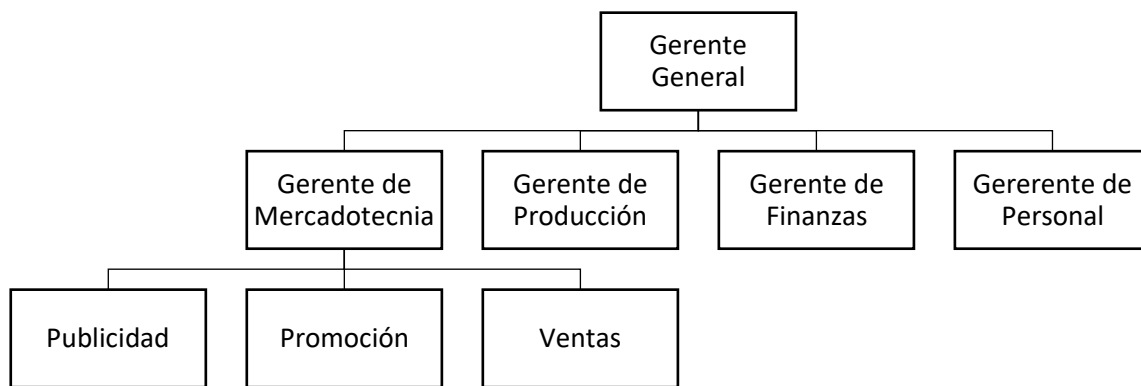 Gerente
General
Gerente de
Mercadotecnia
Gerente de
Producción
Gerente de
Finanzas
Gererente de
Personal
Publicidad
Promoción
Ventas